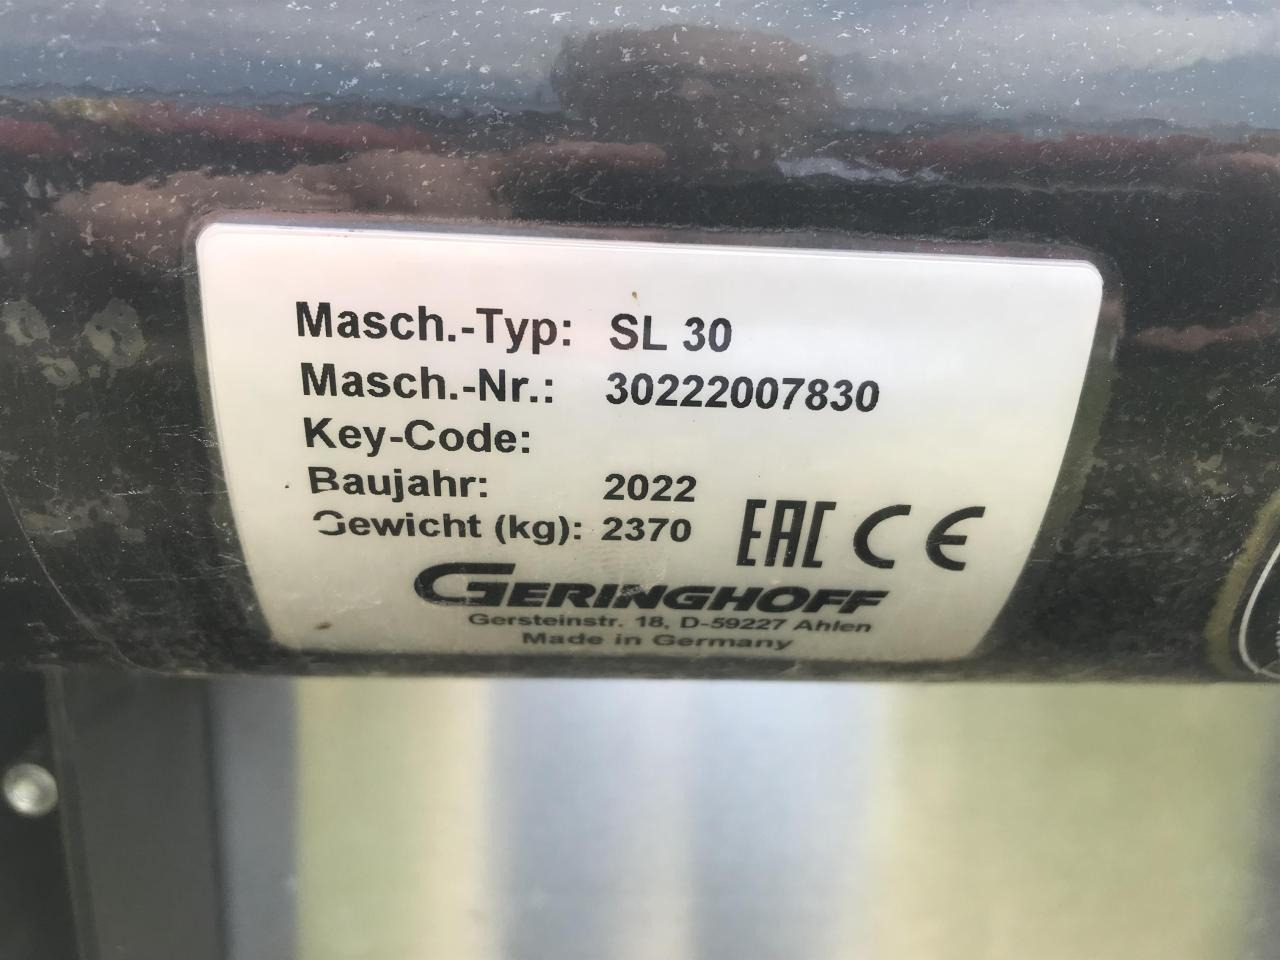 Masch.-Typ: SL 30
Masch.-Nr.: 30222007830
Key-Code:
Baujahr: 2022
Gewicht (kg): 2370
EAC CE
GERINGHOFF
Gersteinstr. 18, D-59227 Ahlen
Made in Germany